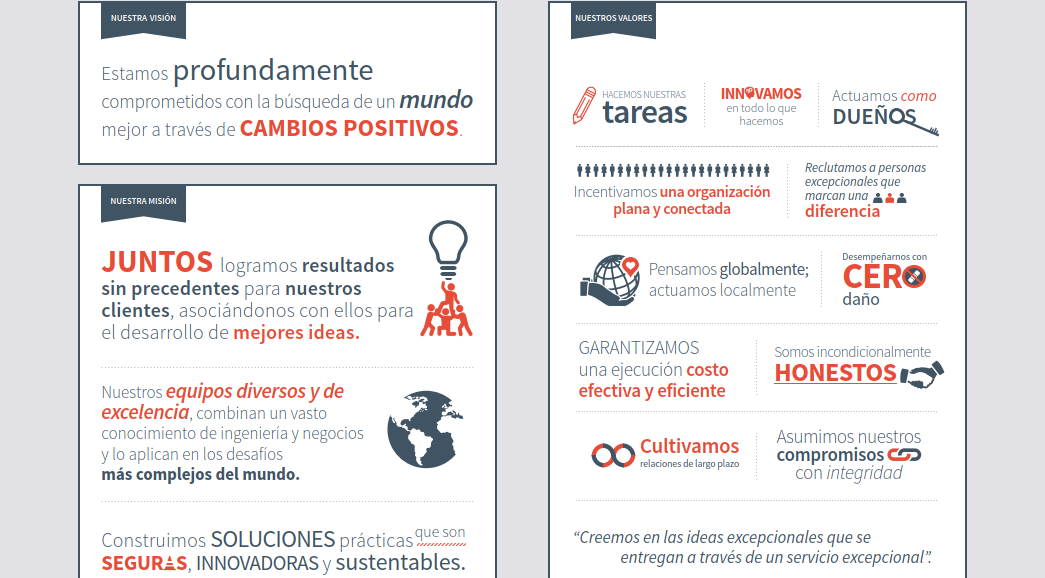 NUESTRA VISIÓN
Estamos profundamente
comprometidos con la búsqueda de un mundo
mejor a través de CAMBIOS POSITIVOS.
NUESTRA MISIÓN
JUNTOS logramos resultados
sin precedentes para nuestros
clientes, asociándonos con ellos para
el desarrollo de mejores ideas.
Nuestros equipos diversos y de
excelencia, combinan un vasto
conocimiento de ingeniería y negocios
y lo aplican en los desafíos
más complejos del mundo.
Construimos SOLUCIONES prácticas que son
SEGURAS, INNOVADORAS y sustentables.
NUESTROS VALORES
HACEMOS NUESTRAS
tareas
INNOVAMOS
en todo lo que
hacemos
Actuamos como
DUEÑOS
Incentivamos una organización
plana y conectada
Reclutamos a personas
excepcionales que
marcan una
diferencia
Pensamos globalmente;
actuamos localmente
Desempeñarnos con
CERO
daño
GARANTIZAMOS
una ejecución costo
efectiva y eficiente
Somos incondicionalmente
HONESTOS
Cultivamos
relaciones de largo plazo
Asumimos nuestros
compromisos
con integridad
“Creemos en las ideas excepcionales que se
entregan a través de un servicio excepcional”.